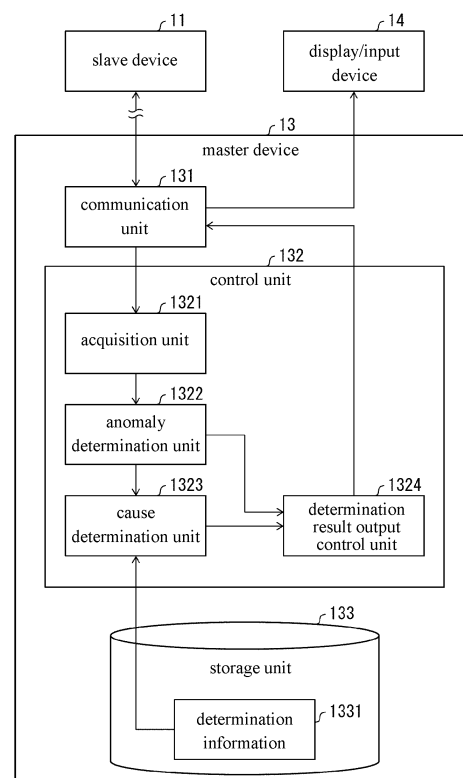 11
slave device
14
display/input
device
13
master device
131
communication
unit
132
control unit
1321
acquisition unit
1322
anomaly
determination unit
1323
cause
determination unit
1324
determination
result output
control unit
133
storage unit
1331
determination
information